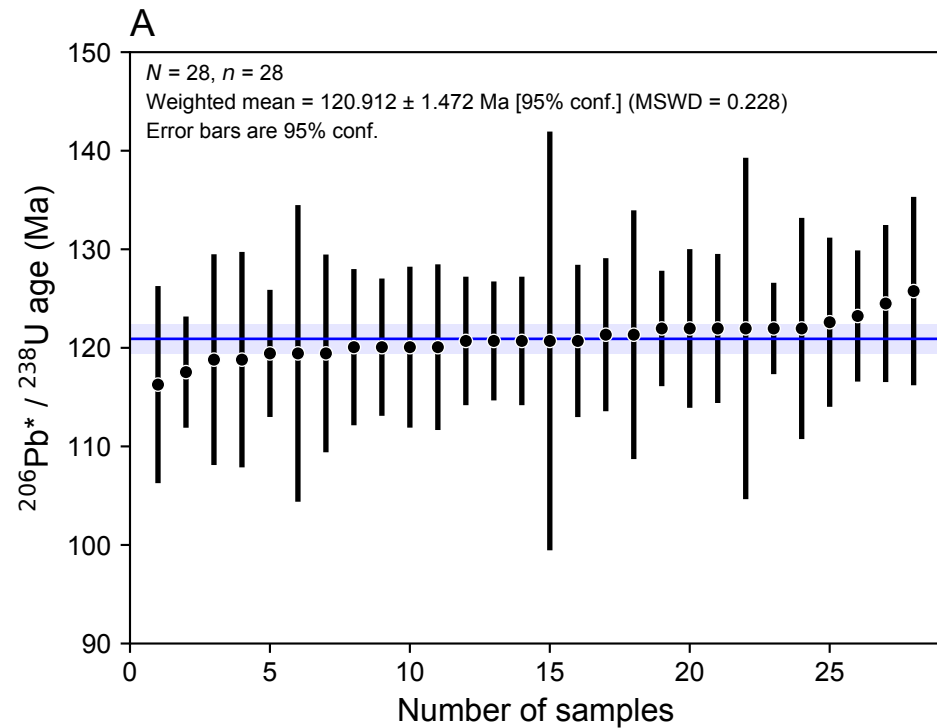 A
N = 28, n = 28
Weighted mean = 120.912 ± 1.472 Ma [95% conf.] (MSWD = 0.228)
Error bars are 95% conf.
150
140
130
120
110
100
90
²⁰⁶Pb* / ²³⁸U age (Ma)
0 5 10 15 20 25
Number of samples